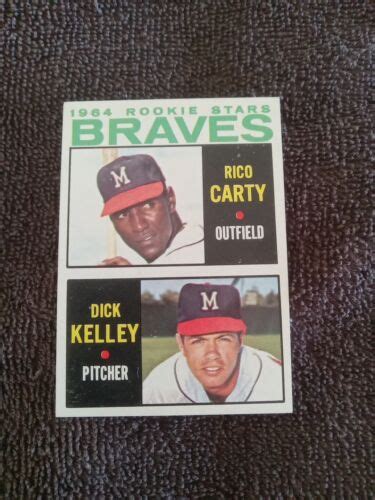 1964 ROOKIE STARS
BRAVES
M
RICO
CARTY
OUTFIELD
DICK
KELLEY
PITCHER
M